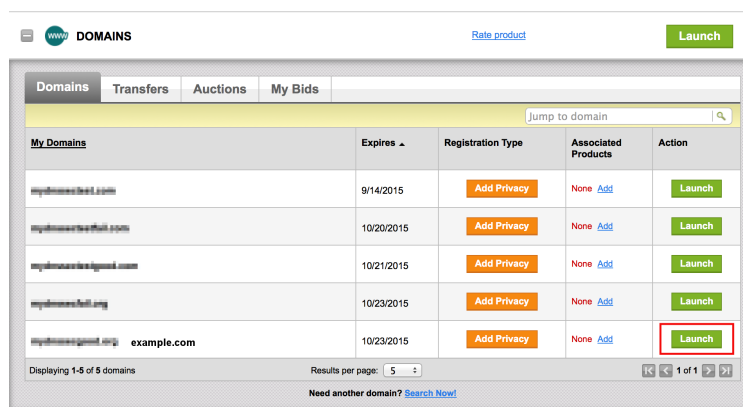 www DOMAINS Rate product Launch
Domains Transfers Auctions My Bids
Jump to domain
My Domains Expires Registration Type Associated Products Action
9/14/2015 Add Privacy None Add Launch
10/20/2015 Add Privacy None Add Launch
10/21/2015 Add Privacy None Add Launch
10/23/2015 Add Privacy None Add Launch
example.com 10/23/2015 Add Privacy None Add Launch
Displaying 1-5 of 5 domains Results per page: 5 1 of 1
Need another domain? Search Now!